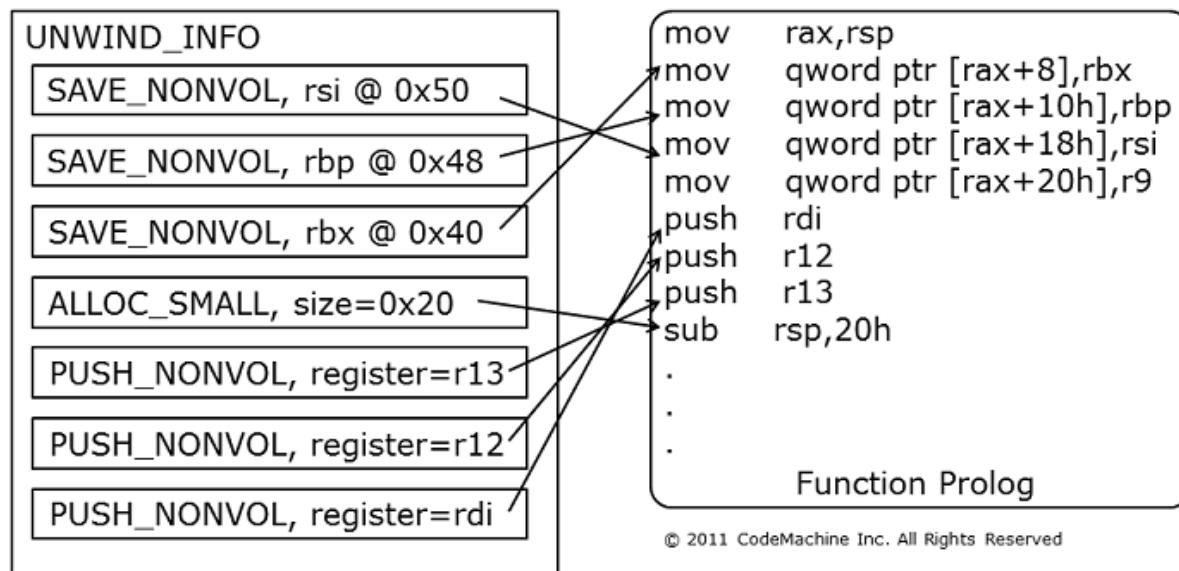 UNWIND_INFO
SAVE_NONVOL, rsi @ 0x50
SAVE_NONVOL, rbp @ 0x48
SAVE_NONVOL, rbx @ 0x40
ALLOC_SMALL, size=0x20
PUSH_NONVOL, register=r13
PUSH_NONVOL, register=r12
PUSH_NONVOL, register=rdi
mov rax,rsp
mov qword ptr [rax+8],rbx
mov qword ptr [rax+10h],rbp
mov qword ptr [rax+18h],rsi
mov qword ptr [rax+20h],r9
push rdi
push r12
push r13
sub rsp,20h
.
.
.
Function Prolog
© 2011 CodeMachine Inc. All Rights Reserved